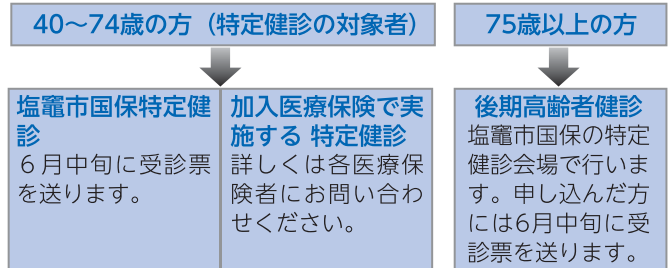 40～74歳の方（特定健診の対象者）
75歳以上の方
塩竈市国保特定健
診
６月中旬に受診票
を送ります。
加入医療保険で実
施する 特定健診
詳しくは各医療保
険者にお問い合わ
せください。
後期高齢者健診
塩竈市国保の特定
健診会場で行いま
す。申し込んだ方
には6月中旬に受
診票を送ります。